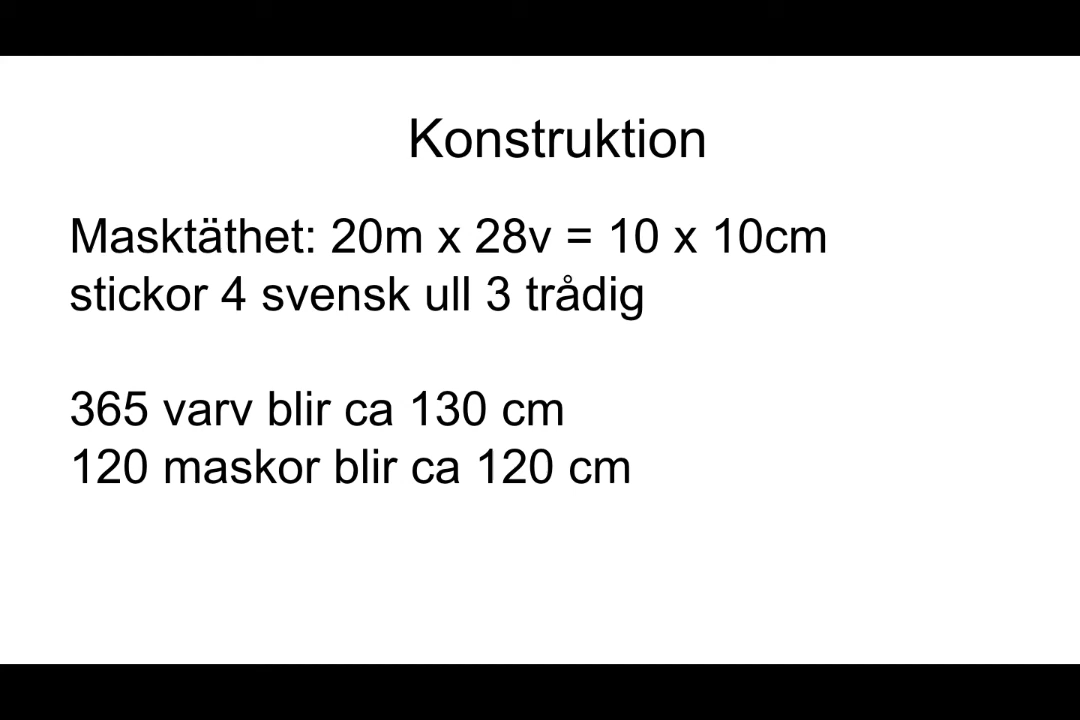 Konstruktion
Masktäthet: 20m x 28v = 10 x 10cm
stickor 4 svensk ull 3 trådig
365 varv blir ca 130 cm
120 maskor blir ca 120 cm